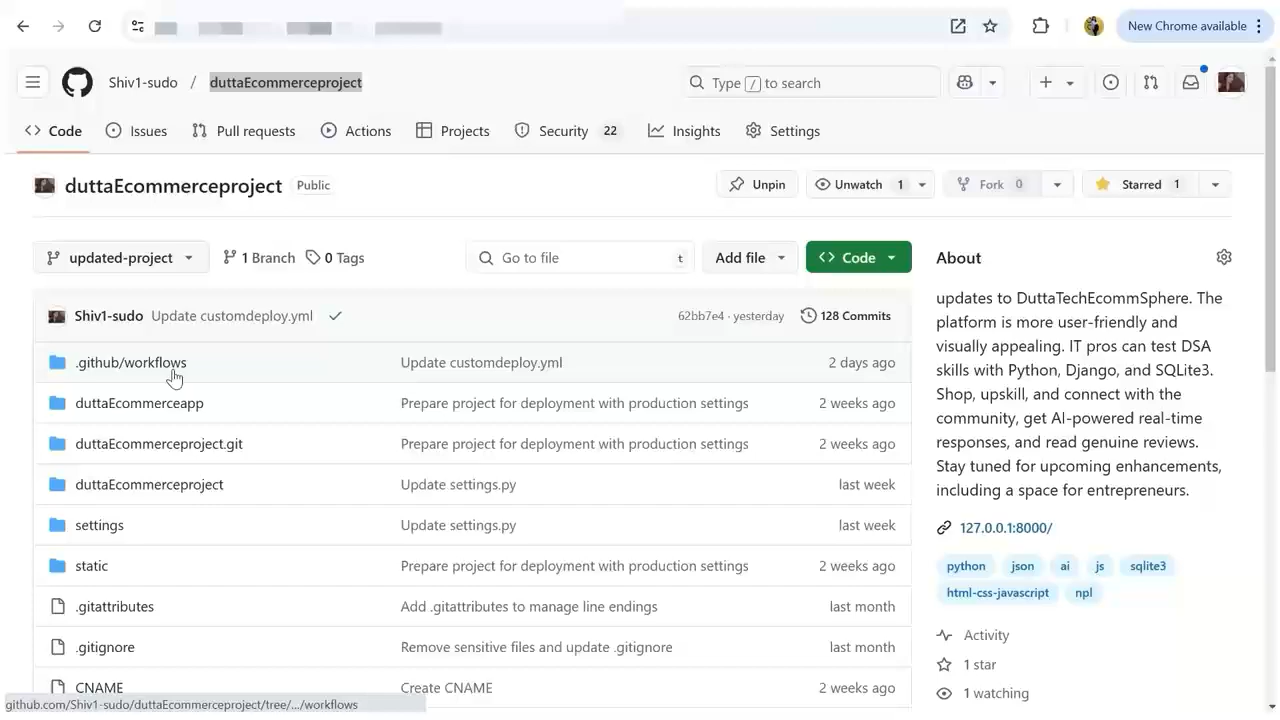 New Chrome available
Shiv1-sudo / duttaEcommerceproject
Type / to search
Code Issues Pull requests Actions Projects Security 22 Insights Settings
duttaEcommerceproject Public
Unpin Unwatch 1 Fork 0 Starred 1
updated-project 1 Branch 0 Tags Go to file t Add file Code
Shiv1-sudo Update customdeploy.yml 62bb7e4 · yesterday 128 Commits
.github/workflows Update customdeploy.yml 2 days ago
duttaEcommerceapp Prepare project for deployment with production settings 2 weeks ago
duttaEcommerceproject.git Prepare project for deployment with production settings 2 weeks ago
duttaEcommerceproject Update settings.py last week
settings Update settings.py last week
static Prepare project for deployment with production settings 2 weeks ago
.gitattributes Add .gitattributes to manage line endings last month
.gitignore Remove sensitive files and update .gitignore last month
CNAME Create CNAME 2 weeks ago
About
updates to DuttaTechEcommSphere. The
platform is more user-friendly and
visually appealing. IT pros can test DSA
skills with Python, Django, and SQLite3.
Shop, upskill, and connect with the
community, get AI-powered real-time
responses, and read genuine reviews.
Stay tuned for upcoming enhancements,
including a space for entrepreneurs.
127.0.0.1:8000/
python json ai js sqlite3
html-css-javascript npl
Activity
1 star
1 watching
github.com/Shiv1-sudo/duttaEcommerceproject/tree/.../workflows